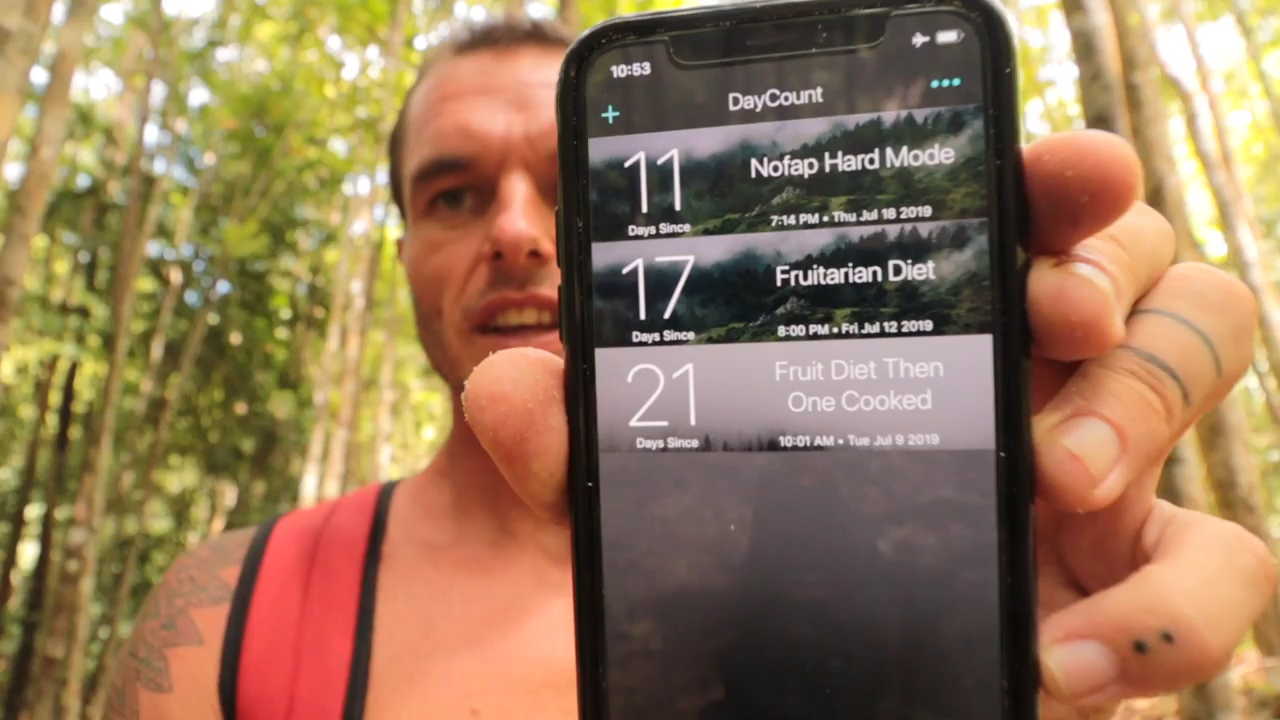 10:53
DayCount
11
Days Since
Nofap Hard Mode
7:14 PM • Thu Jul 18 2019
17
Days Since
Fruitarian Diet
8:00 PM • Fri Jul 12 2019
21
Days Since
Fruit Diet Then
One Cooked
10:01 AM • Tue Jul 9 2019